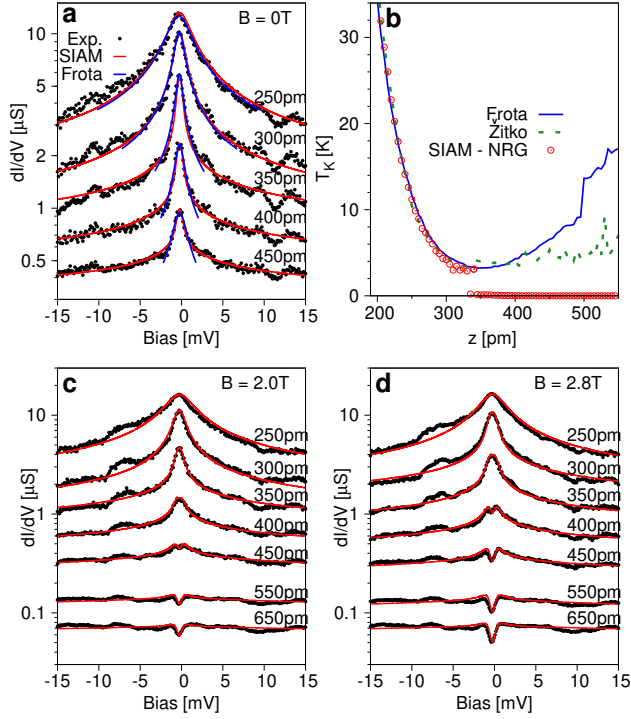 a
B = 0T
Exp.
SIAM
Frota
250pm
300pm
350pm
400pm
450pm
10
5
2
1
0.5
dI/dV [µS]
-15 -10 -5 0 5 10 15
Bias [mV]
b
Frota
Žitko
SIAM - NRG
30
20
10
0
T_K [K]
200 300 400 500
z [pm]
c
B = 2.0T
250pm
300pm
350pm
400pm
450pm
550pm
650pm
10
1
0.1
dI/dV [µS]
-15 -10 -5 0 5 10 15
Bias [mV]
d
B = 2.8T
250pm
300pm
350pm
400pm
450pm
550pm
650pm
10
1
0.1
dI/dV [µS]
-15 -10 -5 0 5 10 15
Bias [mV]